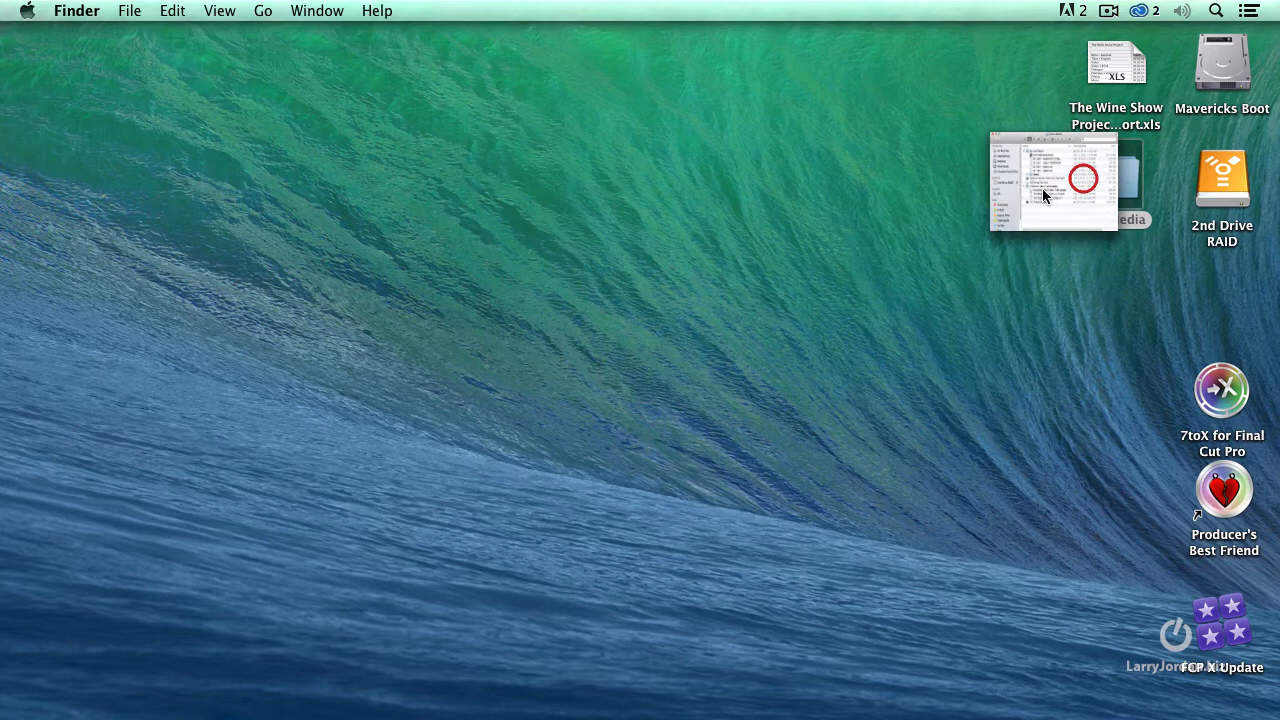 Finder File Edit View Go Window Help
2 2
XLS
The Wine Show
Projec...ort.xls
Mavericks Boot
edia
2nd Drive
RAID
7toX for Final
Cut Pro
Producer's
Best Friend
FCP X Update